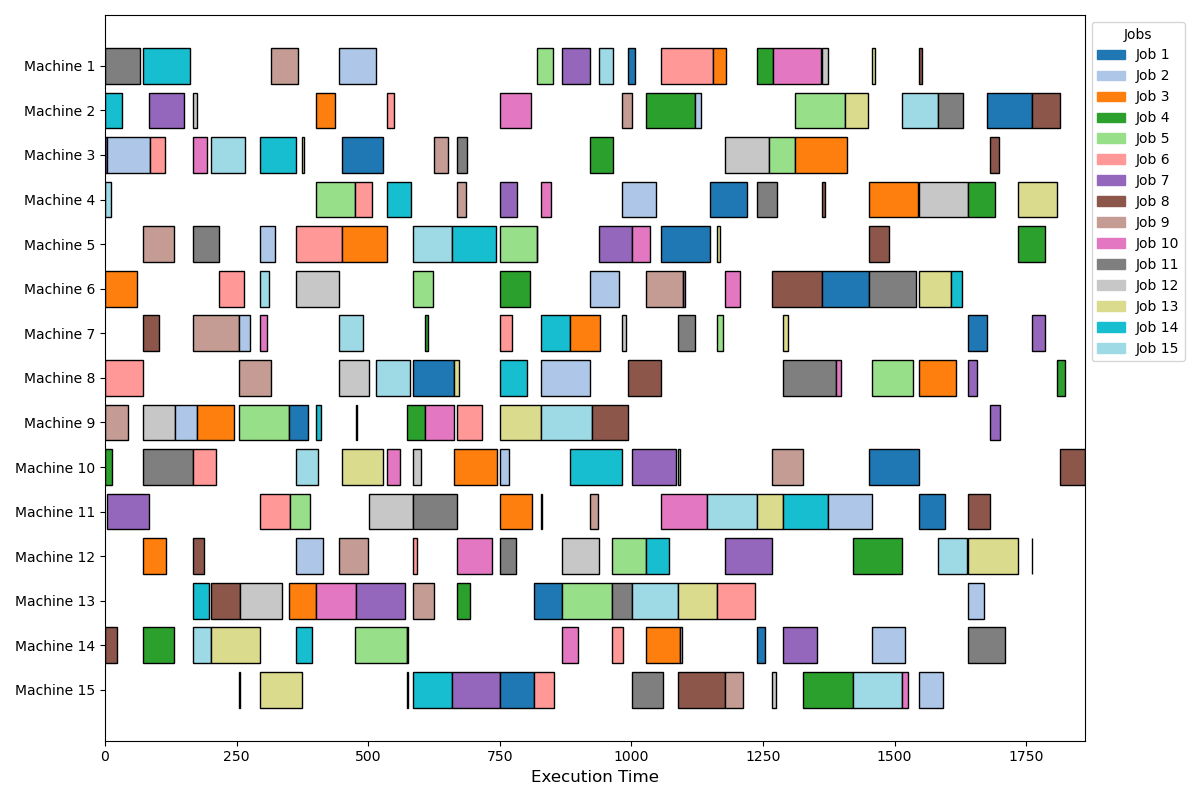 Machine 1
Machine 2
Machine 3
Machine 4
Machine 5
Machine 6
Machine 7
Machine 8
Machine 9
Machine 10
Machine 11
Machine 12
Machine 13
Machine 14
Machine 15
0 250 500 750 1000 1250 1500 1750
Execution Time
Jobs
Job 1
Job 2
Job 3
Job 4
Job 5
Job 6
Job 7
Job 8
Job 9
Job 10
Job 11
Job 12
Job 13
Job 14
Job 15